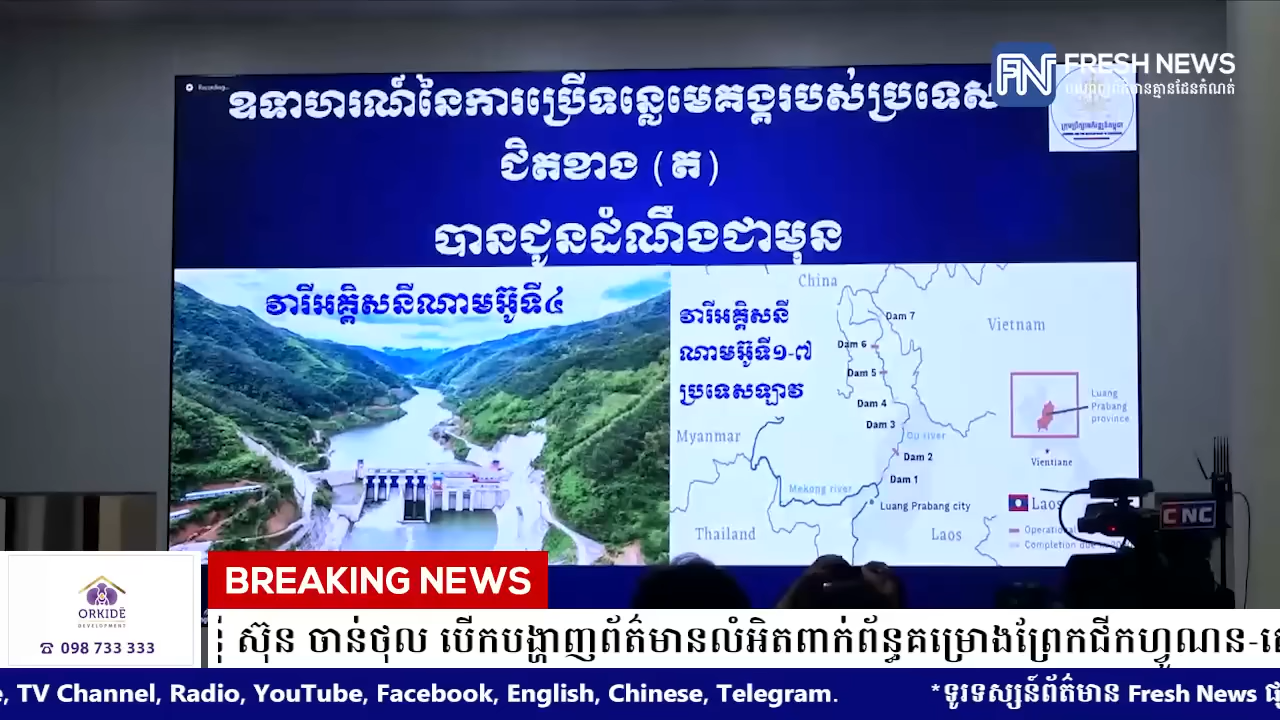 FRESH NEWS
Recording...
ឧទាហរណ៍នៃការប្រើទន្លេមេគង្គរបស់ប្រទេស
ជិតខាង (ត)
បានជូនដំណឹងជាមុន
វារីអគ្គិសនីណាមអ៊ូទី៤
វារីអគ្គិសនី
ណាមអ៊ូទី១-៧
ប្រទេសឡាវ
China
Vietnam
Dam 7
Dam 6
Dam 5
Dam 4
Dam 3
Ou river
Dam 2
Dam 1
Myanmar
Mekong river
Luang Prabang city
Thailand
Laos
Luang
Prabang
province
Vientiane
Laos
Operational
Completion due
CNC
ORKIDĒ
DEVELOPMENT
☎ 098 733 333
BREAKING NEWS
ស៊ុន ចាន់ថុល បើកបង្ហាញព័ត៌មានលំអិតពាក់ព័ន្ធគម្រោងព្រែកជីកហ្វូណន-
, TV Channel, Radio, YouTube, Facebook, English, Chinese, Telegram. *ទូរទស្សន៍ព័ត៌មាន Fresh News